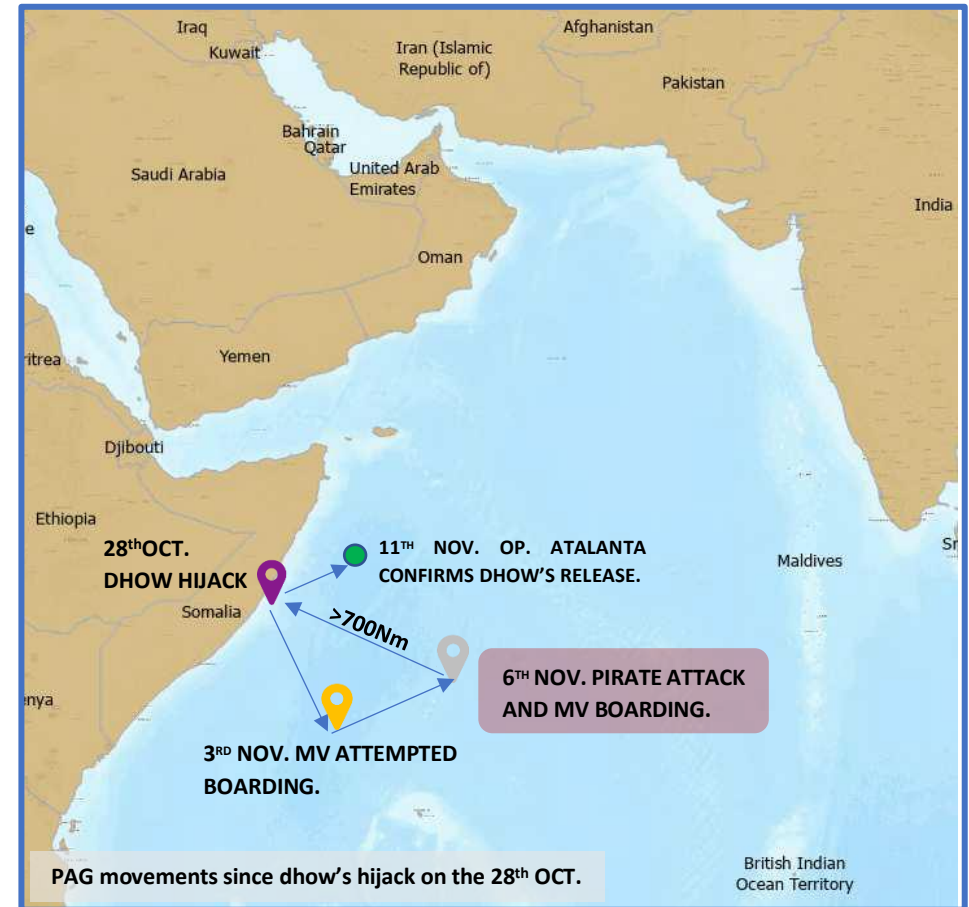 Iraq
Afghanistan
Kuwait
Iran (Islamic
Republic of)
Pakistan
Bahrain
Qatar
Saudi Arabia
United Arab
Emirates
India
e
Oman
Yemen
ritrea
Djibouti
Ethiopia
28thOCT.
DHOW HIJACK
11TH NOV. OP. ATALANTA
CONFIRMS DHOW'S RELEASE.
Sr
Maldives
Somalia
>700Nm
6TH NOV. PIRATE ATTACK
AND MV BOARDING.
enya
3RD NOV. MV ATTEMPTED
BOARDING.
British Indian
Ocean Territory
PAG movements since dhow's hijack on the 28th OCT.